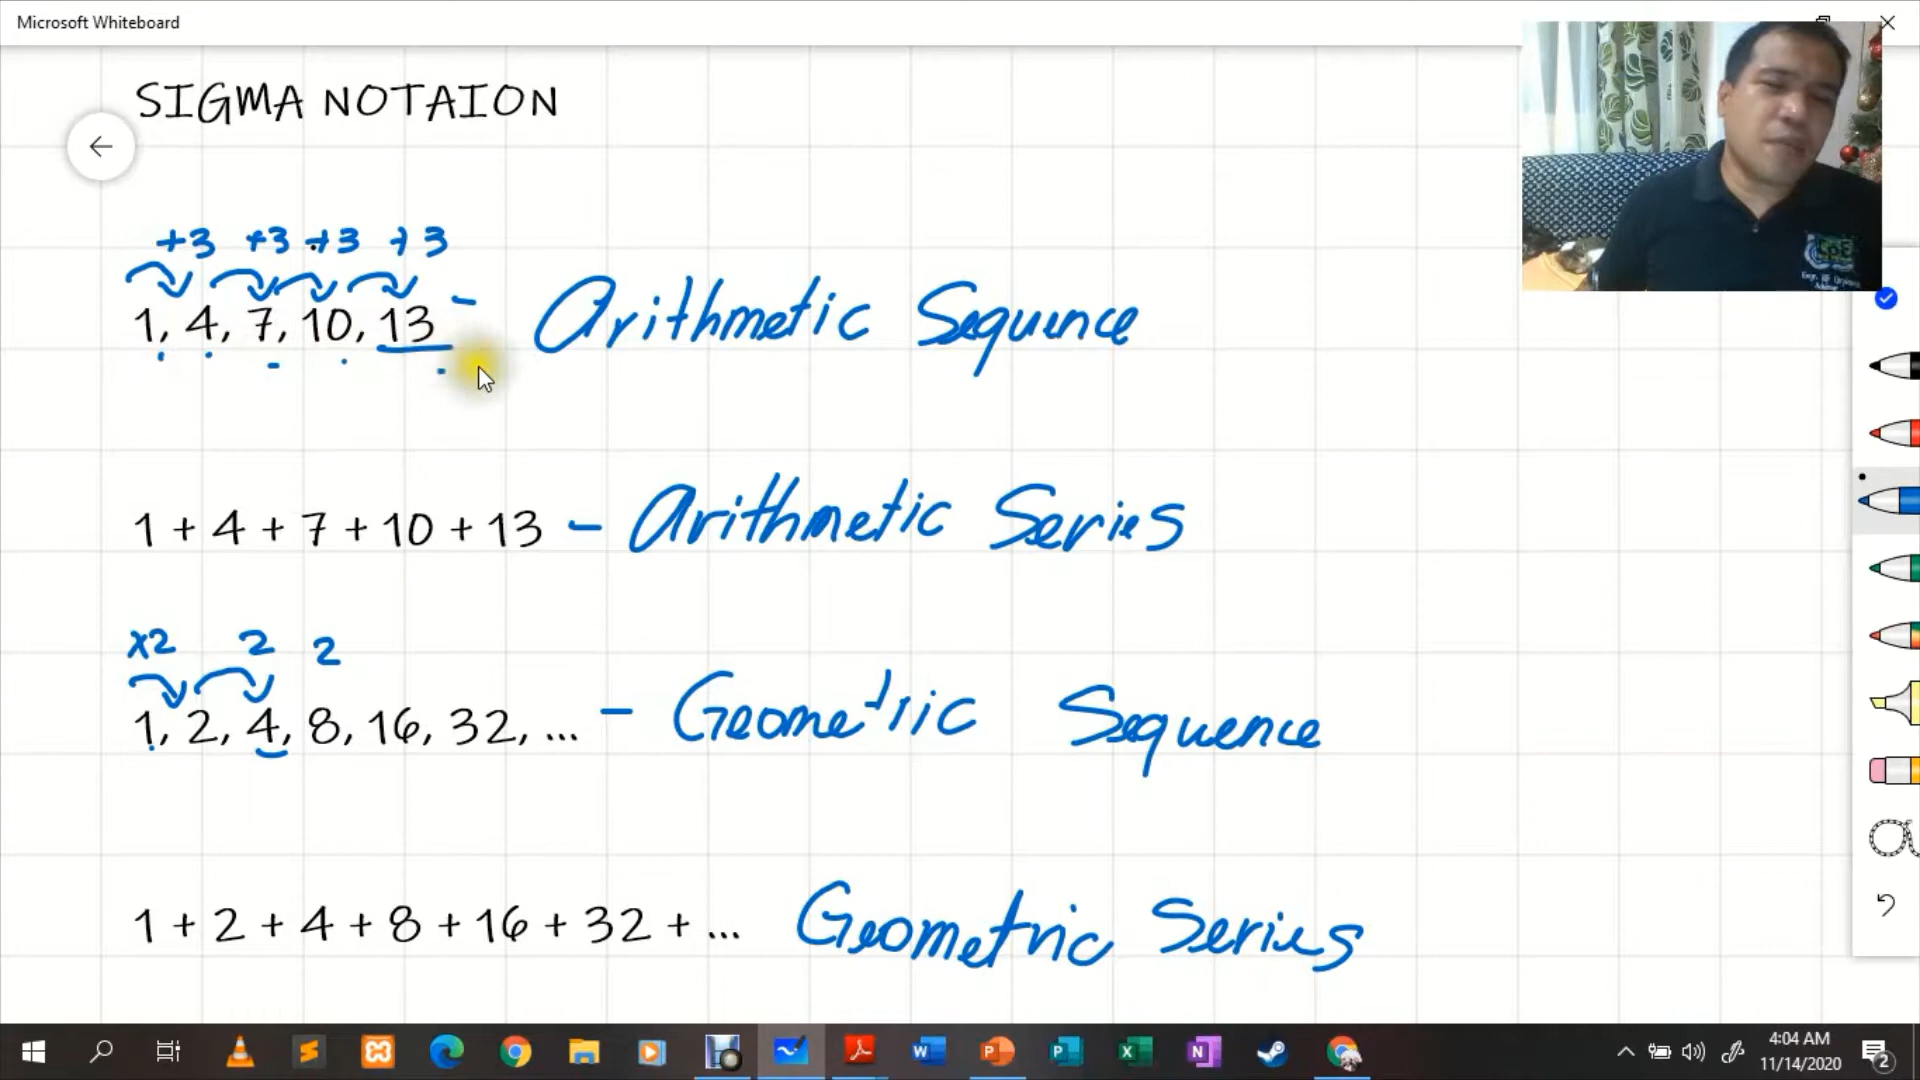 Microsoft Whiteboard
SIGMA NOTAION
+3 +3 +3 +3
1, 4, 7, 10, 13 - Arithmetic Sequence
1 + 4 + 7 + 10 + 13 - Arithmetic Series
x2 2 2
1, 2, 4, 8, 16, 32, ... - Geometric Sequence
1 + 2 + 4 + 8 + 16 + 32 + ... Geometric Series
4:04 AM
11/14/2020
2